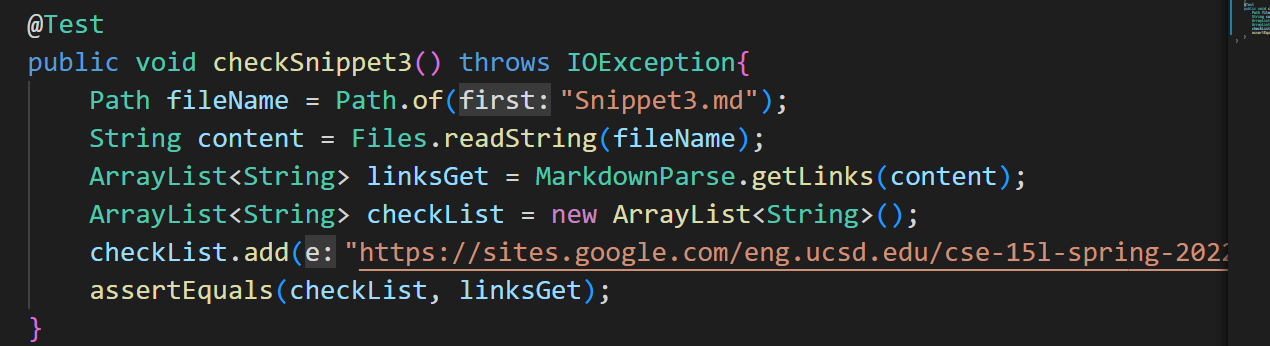 @Test
public void checkSnippet3() throws IOException{
    Path fileName = Path.of(first: "Snippet3.md");
    String content = Files.readString(fileName);
    ArrayList<String> linksGet = MarkdownParse.getLinks(content);
    ArrayList<String> checkList = new ArrayList<String>();
    checkList.add(e: "https://sites.google.com/eng.ucsd.edu/cse-15l-spring-2022
    assertEquals(checkList, linksGet);
}